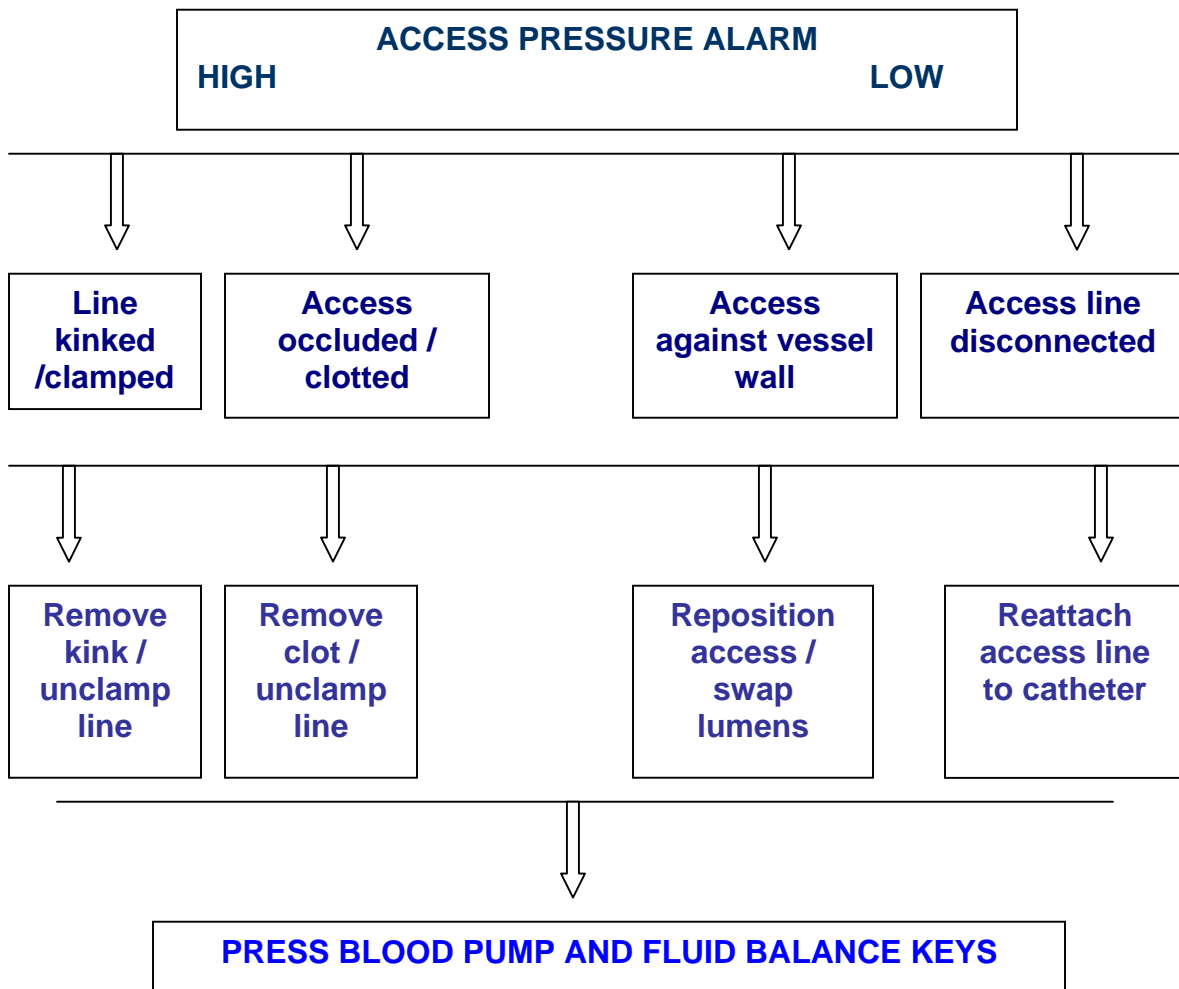 ACCESS PRESSURE ALARM
HIGH LOW
Line
kinked
/clamped
Access
occluded /
clotted
Access
against vessel
wall
Access line
disconnected
Remove
kink /
unclamp
line
Remove
clot /
unclamp
line
Reposition
access /
swap
lumens
Reattach
access line
to catheter
PRESS BLOOD PUMP AND FLUID BALANCE KEYS